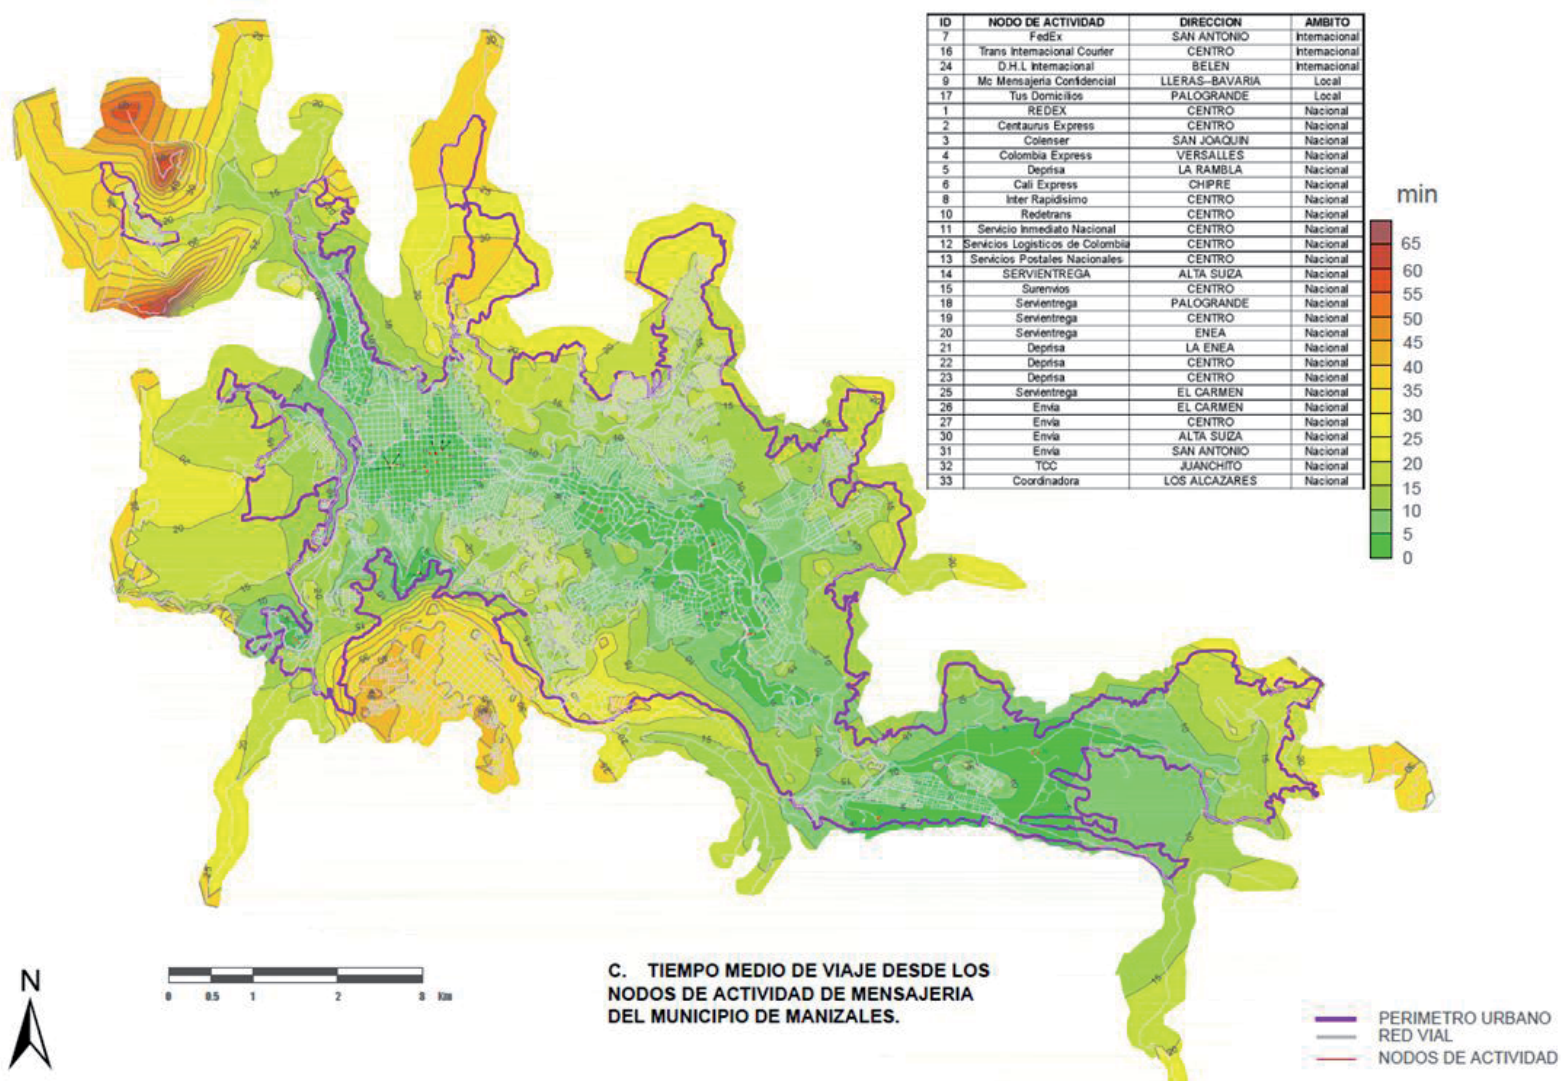 ID NODO DE ACTIVIDAD DIRECCION AMBITO
7 FedEx SAN ANTONIO Internacional
16 Trans Internacional Courier CENTRO Internacional
24 D.H.L Internacional BELEN Internacional
9 Mc Mensajeria Confidencial LLERAS--BAVARIA Local
17 Tus Domicilios PALOGRANDE Local
1 REDEX CENTRO Nacional
2 Centaurus Express CENTRO Nacional
3 Colenser SAN JOAQUIN Nacional
4 Colombia Express VERSALLES Nacional
5 Deprisa LA RAMBLA Nacional
6 Cali Express CHIPRE Nacional
8 Inter Rapidisimo CENTRO Nacional
10 Redetrans CENTRO Nacional
11 Servicio Inmediato Nacional CENTRO Nacional
12 Servicios Logisticos de Colombia CENTRO Nacional
13 Servicios Postales Nacionales CENTRO Nacional
14 SERVIENTREGA ALTA SUIZA Nacional
15 Surenvios CENTRO Nacional
18 Servientrega PALOGRANDE Nacional
19 Servientrega CENTRO Nacional
20 Servientrega ENEA Nacional
21 Deprisa LA ENEA Nacional
22 Deprisa CENTRO Nacional
23 Deprisa CENTRO Nacional
25 Servientrega EL CARMEN Nacional
26 Envia EL CARMEN Nacional
27 Envia CENTRO Nacional
30 Envia ALTA SUIZA Nacional
31 Envia SAN ANTONIO Nacional
32 TCC JUANCHITO Nacional
33 Coordinadora LOS ALCAZARES Nacional
min
65
60
55
50
45
40
35
30
25
20
15
10
5
0
N
0 0.5 1 2 3 Km
C. TIEMPO MEDIO DE VIAJE DESDE LOS
NODOS DE ACTIVIDAD DE MENSAJERIA
DEL MUNICIPIO DE MANIZALES.
PERIMETRO URBANO
RED VIAL
NODOS DE ACTIVIDAD